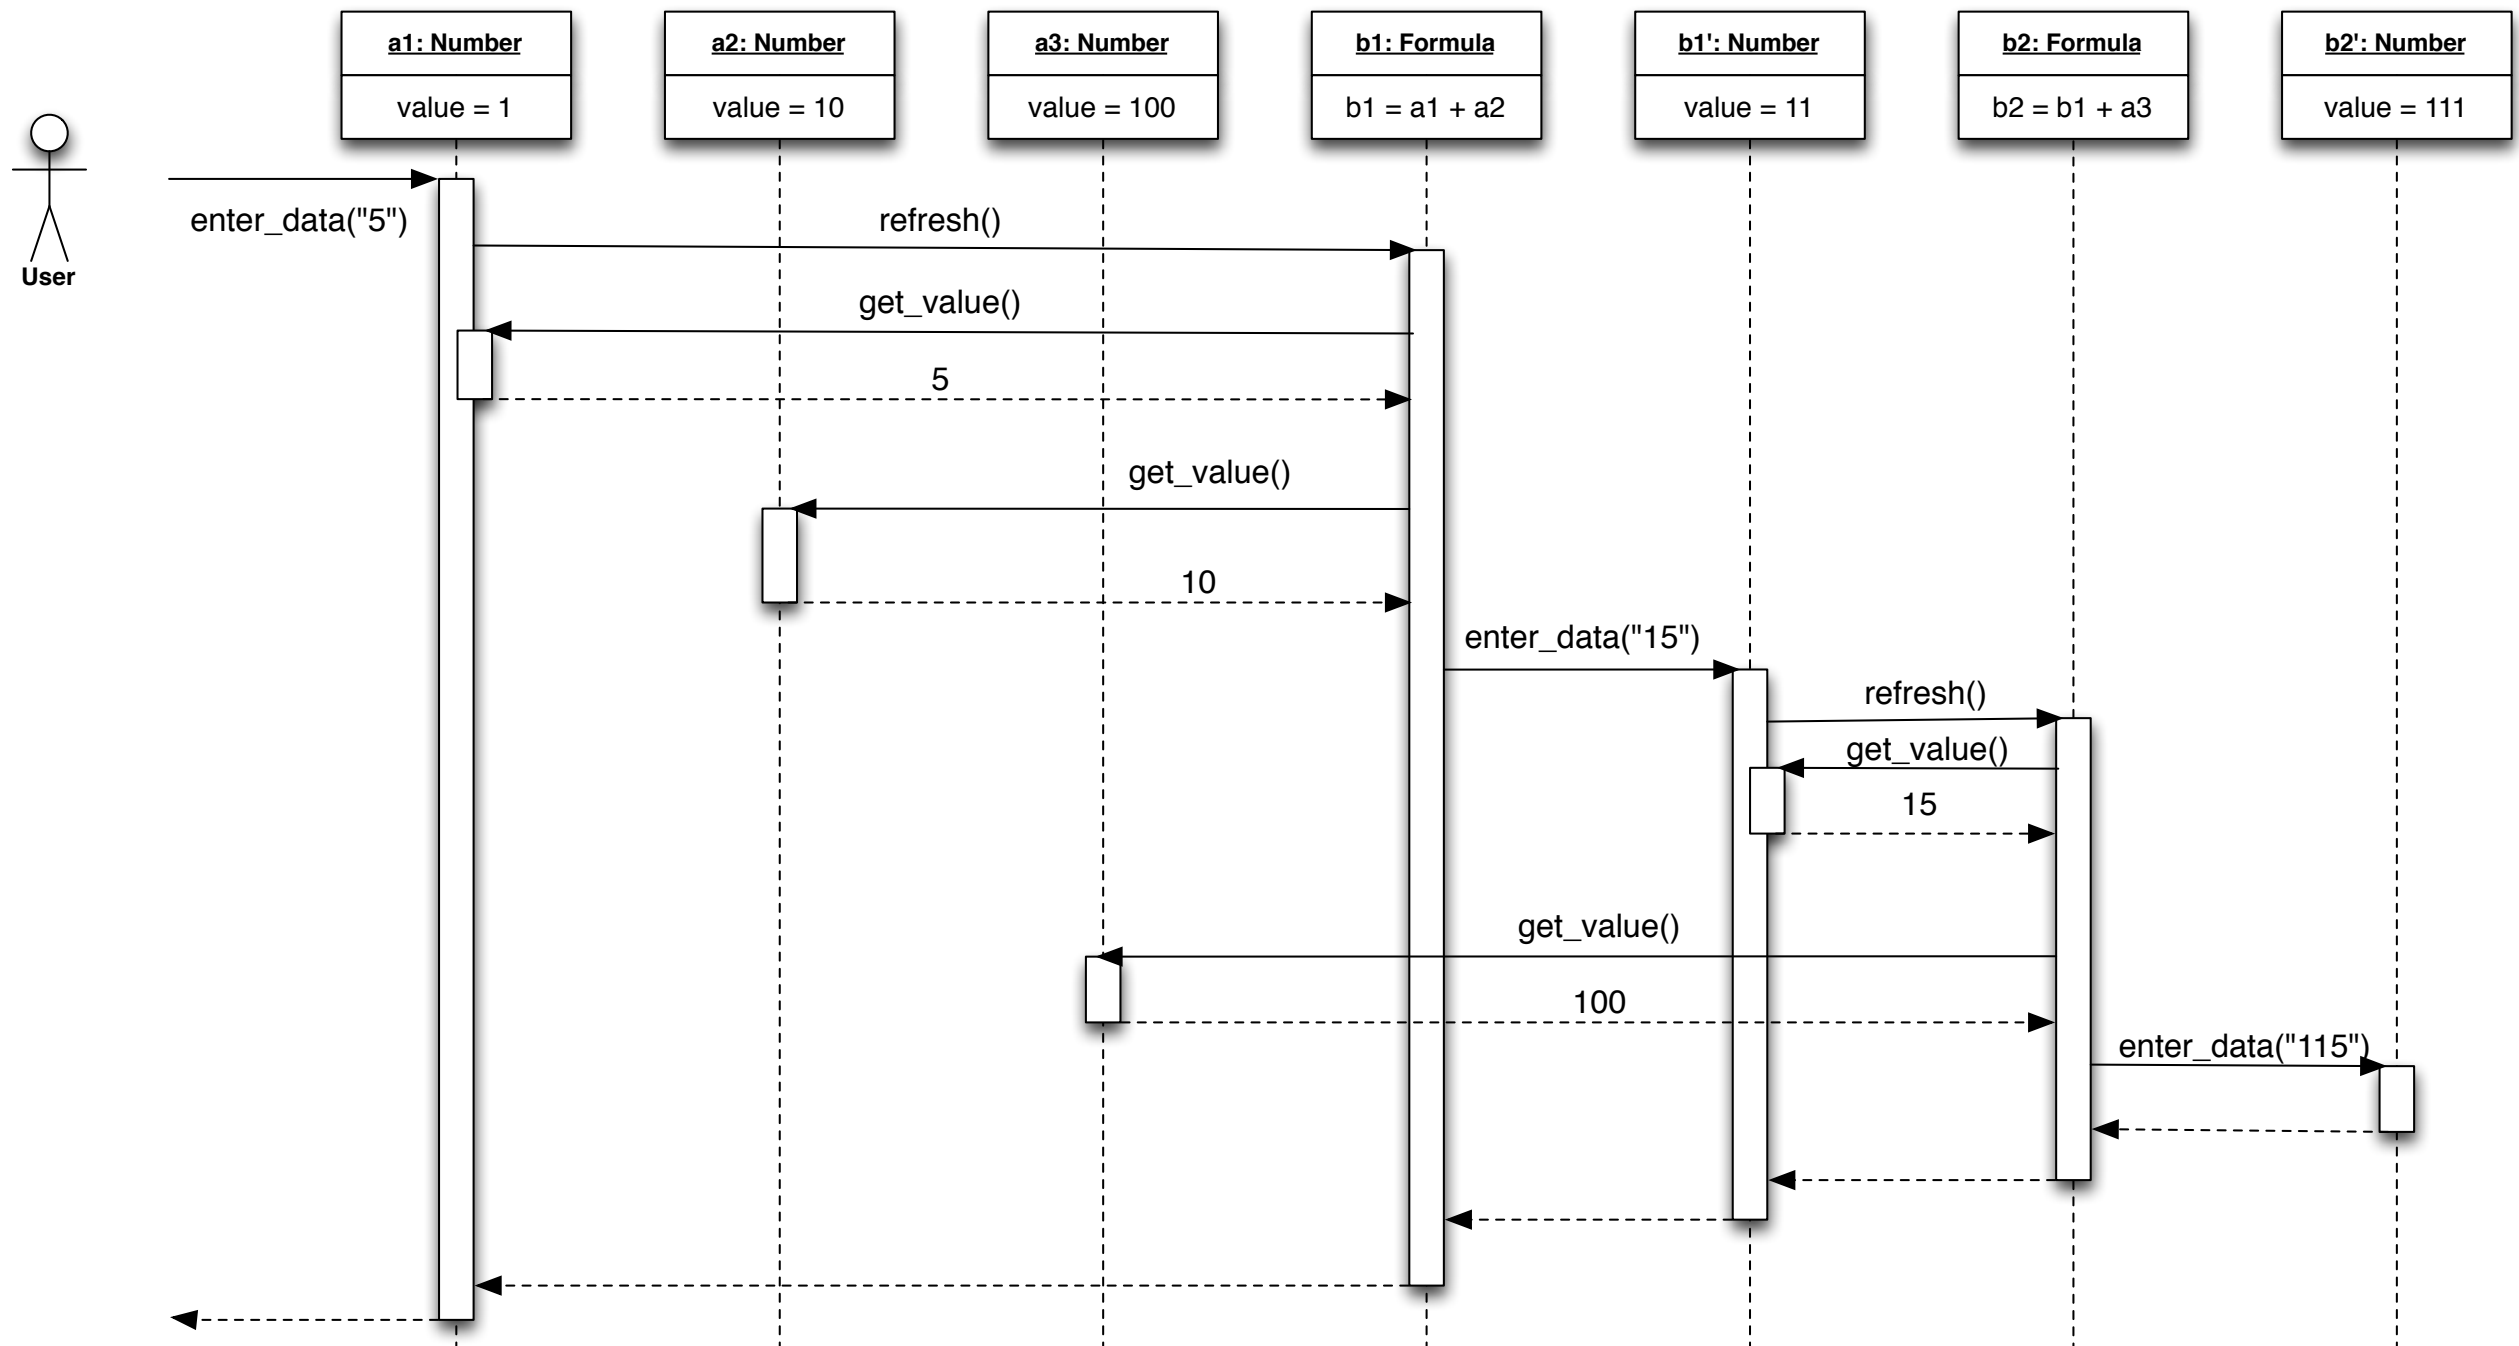 a1: Number
a2: Number
a3: Number
b1: Formula
b1': Number
b2: Formula
b2': Number
value = 1
value = 10
value = 100
b1 = a1 + a2
value = 11
b2 = b1 + a3
value = 111
enter_data("5")
refresh()
User
get_value()
5
get_value()
10
enter_data("15")
refresh()
get_value()
15
get_value()
100
enter_data("115")